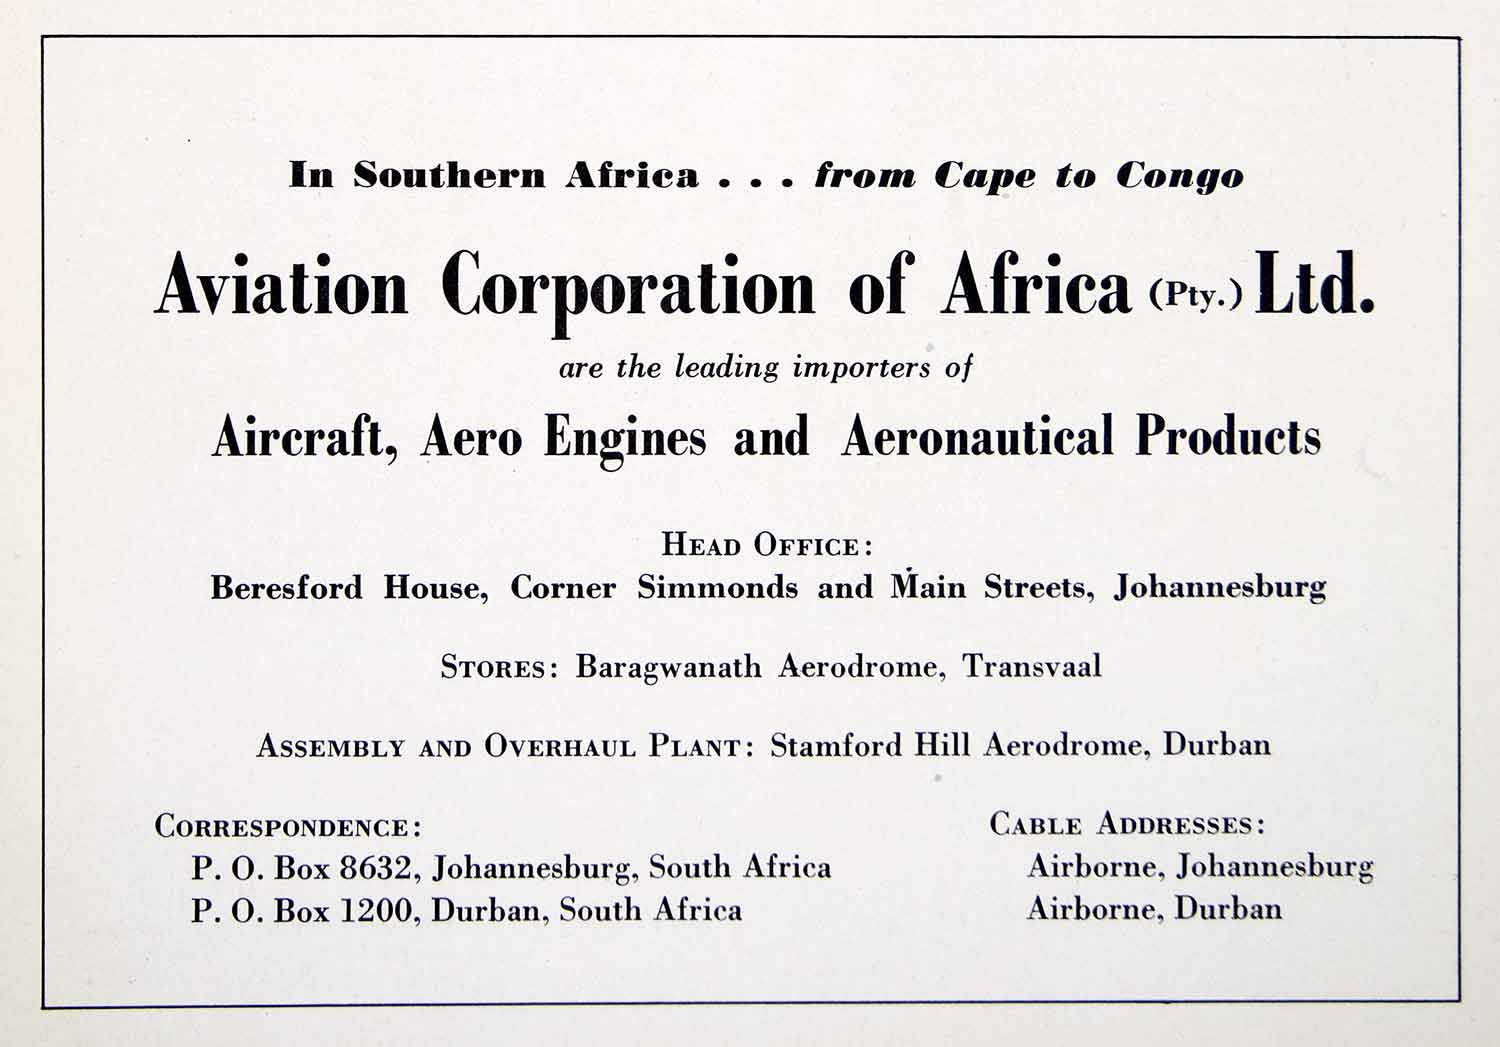 In Southern Africa . . . from Cape to Congo
Aviation Corporation of Africa (Pty.) Ltd.
are the leading importers of
Aircraft, Aero Engines and Aeronautical Products
HEAD OFFICE:
Beresford House, Corner Simmonds and Main Streets, Johannesburg
STORES: Baragwanath Aerodrome, Transvaal
ASSEMBLY AND OVERHAUL PLANT: Stamford Hill Aerodrome, Durban
CORRESPONDENCE:
P. O. Box 8632, Johannesburg, South Africa
P. O. Box 1200, Durban, South Africa
CABLE ADDRESSES:
Airborne, Johannesburg
Airborne, Durban